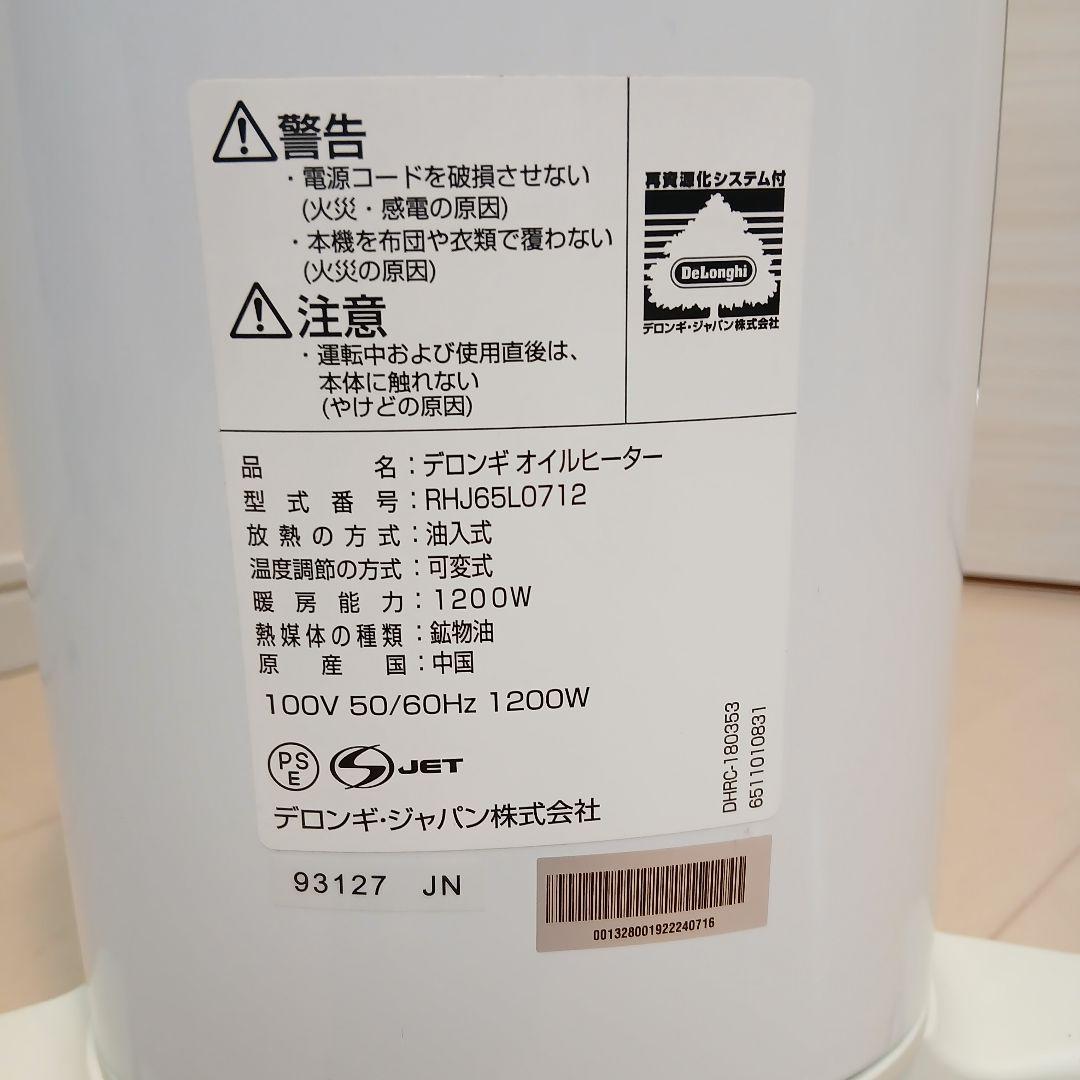 警告
・電源コードを破損させない
(火災・感電の原因)
・本機を布団や衣類で覆わない
(火災の原因)
注意
・運転中および使用直後は、
本体に触れない
(やけどの原因)
再資源化システム付
DeLonghi
デロンギ・ジャパン株式会社
品名：デロンギ オイルヒーター
型式番号：RHJ65L0712
放熱の方式：油入式
温度調節の方式：可変式
暖房能力：1200W
熱媒体の種類：鉱物油
原産国：中国
100V 50/60Hz 1200W
PSE
S JET
デロンギ・ジャパン株式会社
DHRC-180353
6511010831
93127 JN
001328001922240716